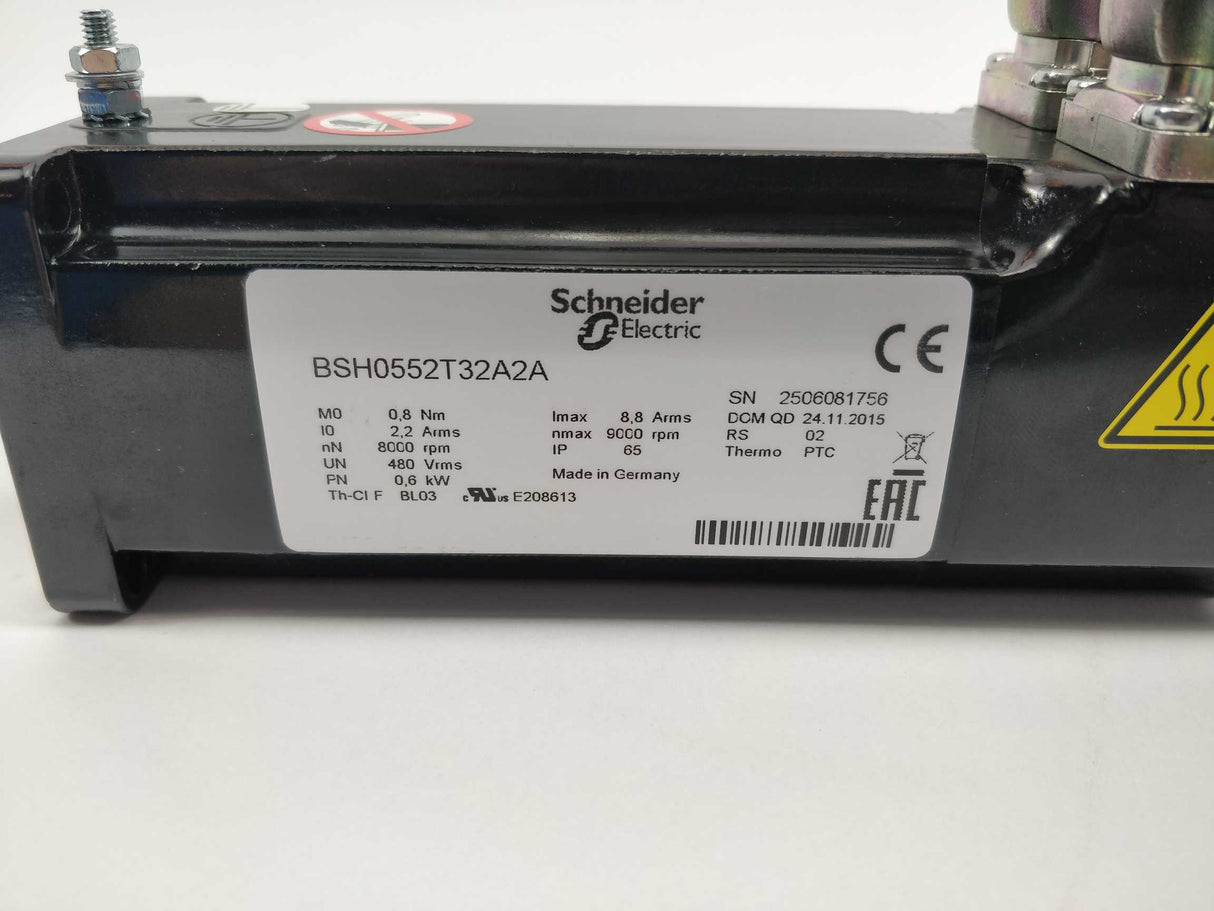 Schneider
Electric
CE
BSH0552T32A2A
SN 2506081756
M0 0,8 Nm
I0 2,2 Arms
nN 8000 rpm
UN 480 Vrms
PN 0,6 kW
Th-Cl F BL03
Imax 8,8 Arms
nmax 9000 rpm
IP 65
Made in Germany
c RU us E208613
DOM QD 24.11.2015
RS 02
Thermo PTC
EAC